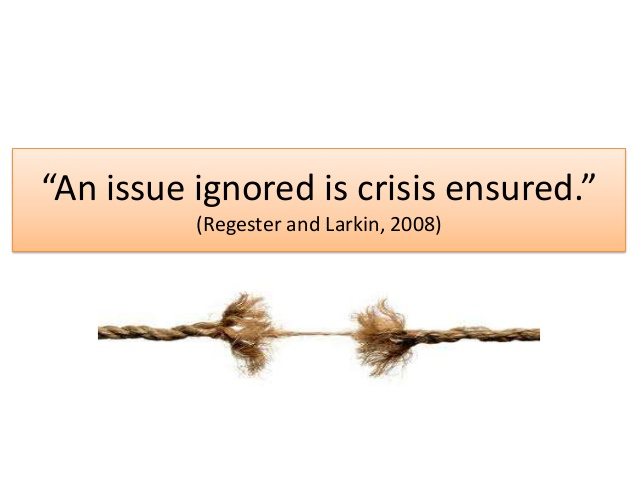 “An issue ignored is crisis ensured.”
(Regester and Larkin, 2008)